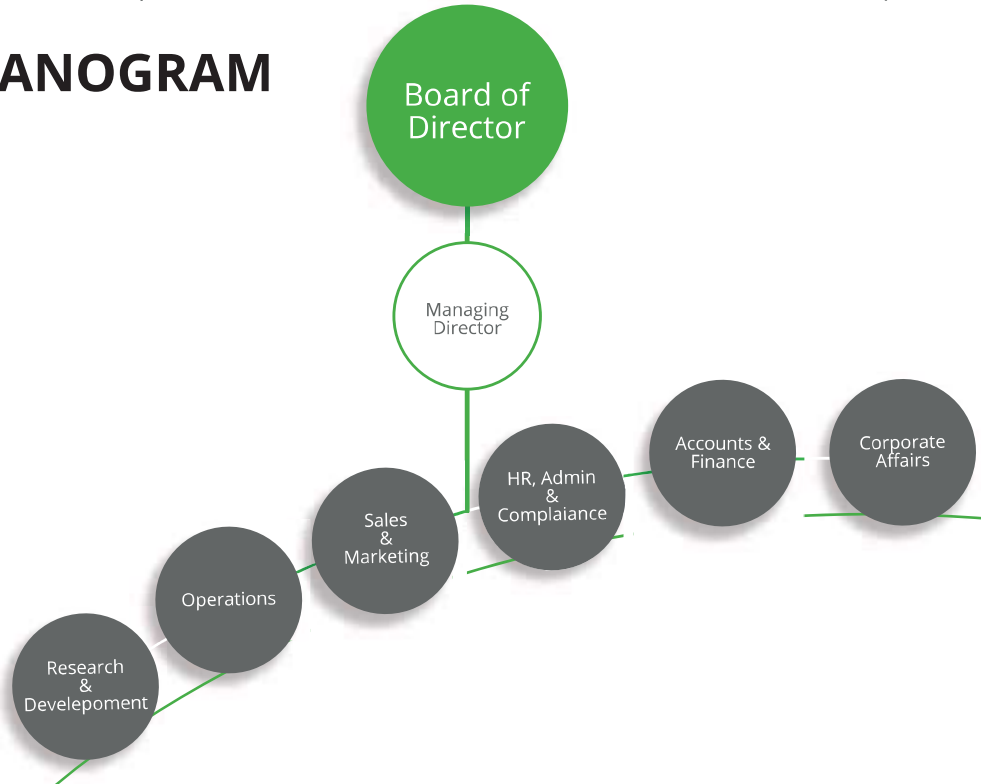 ANOGRAM
Board of
Director
Managing
Director
Accounts &
Finance
Corporate
Affairs
HR, Admin
&
Complaiance
Sales
&
Marketing
Operations
Research
&
Develepoment